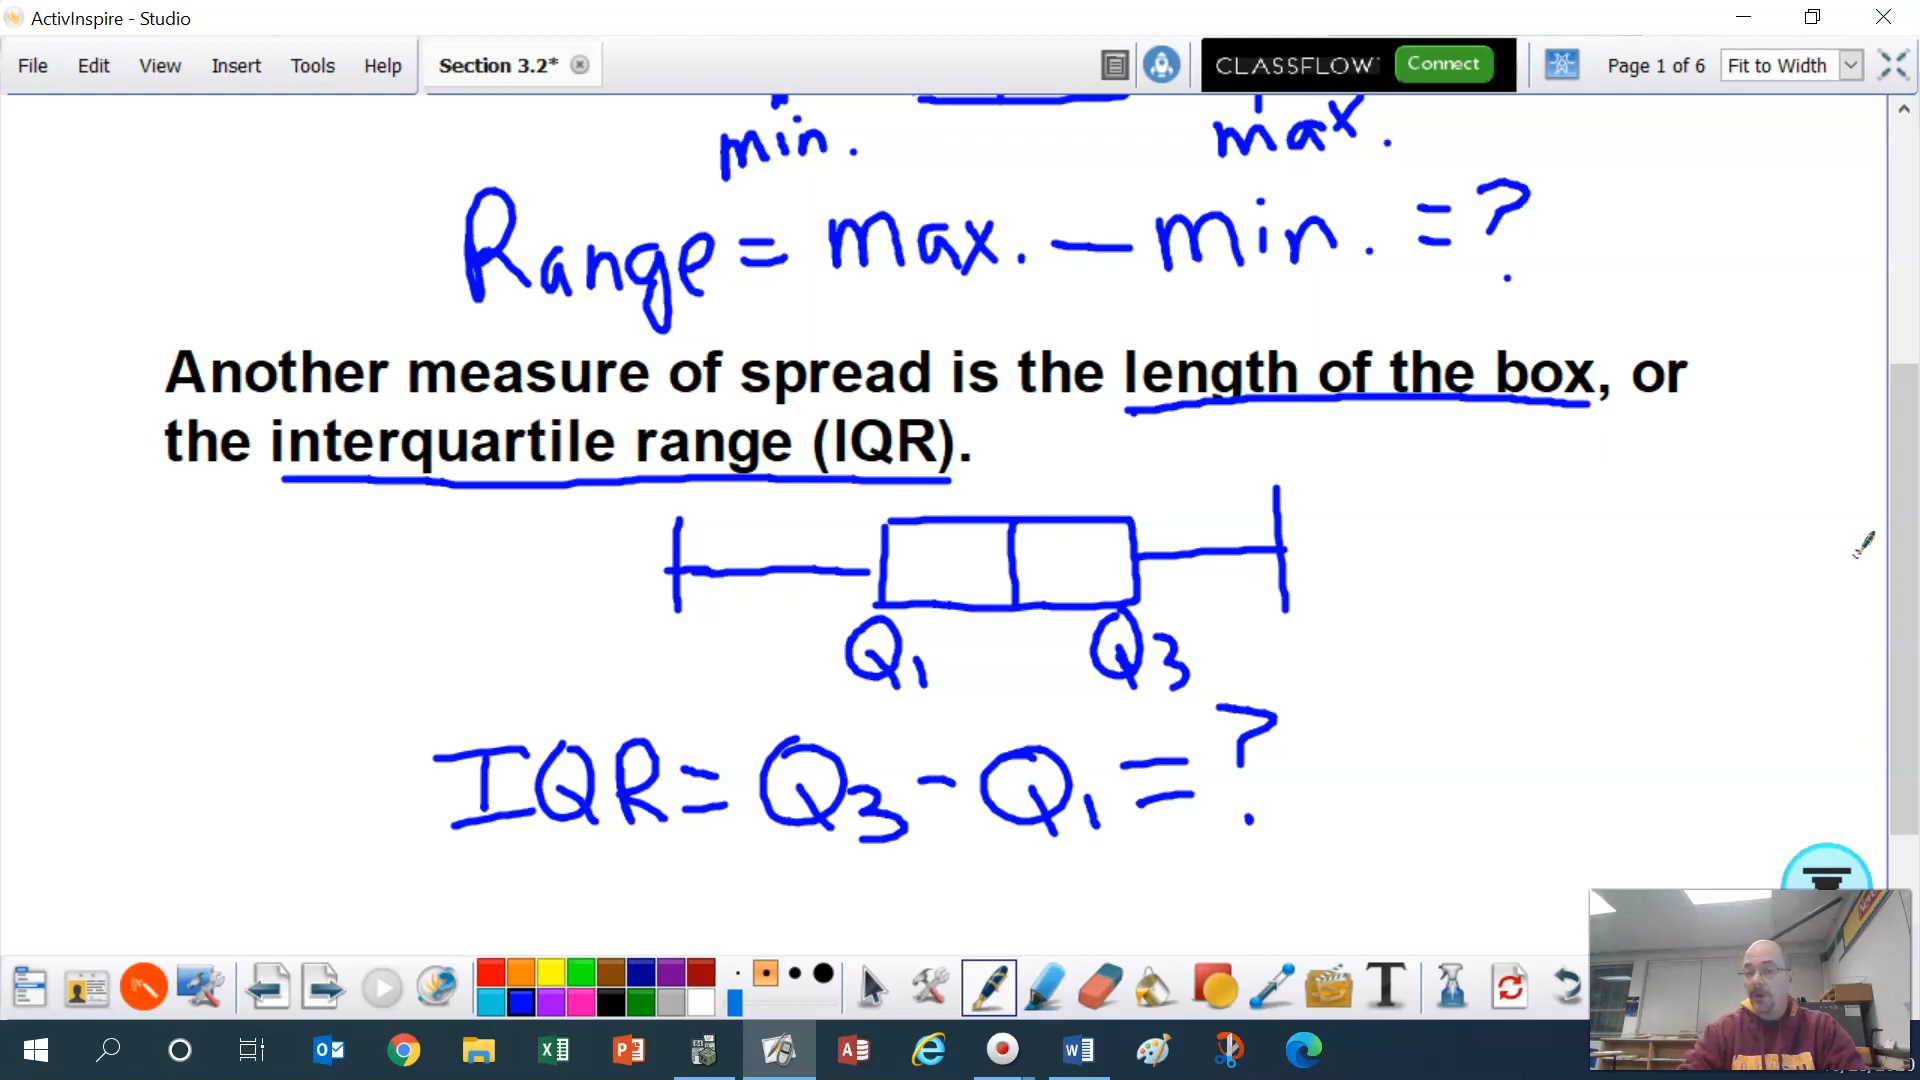 ActivInspire - Studio
File Edit View Insert Tools Help Section 3.2* CLASSFLOW Connect Page 1 of 6 Fit to Width
min. max.
Range = max. - min. = ?
Another measure of spread is the length of the box, or
the interquartile range (IQR).
Q1 Q3
IQR = Q3 - Q1 = ?